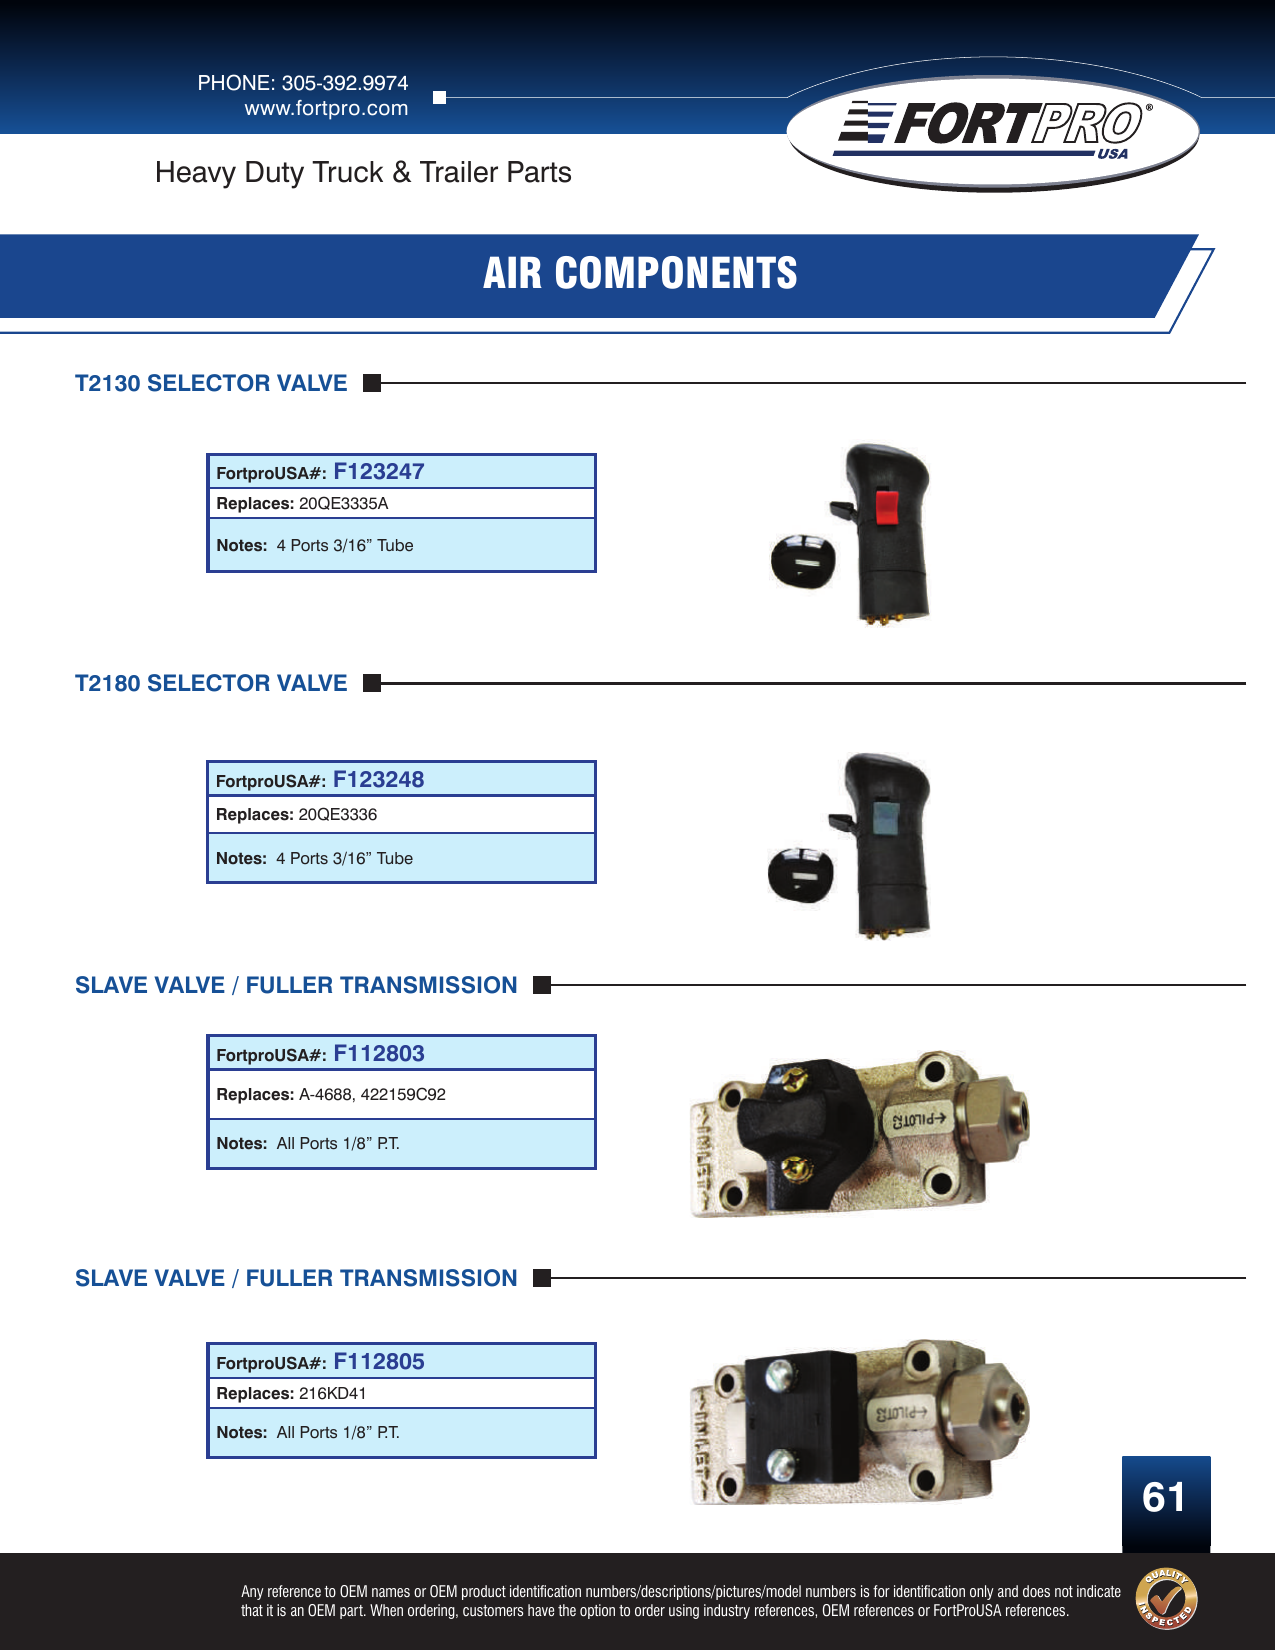 PHONE: 305-392.9974
www.fortpro.com
FORTPRO®
USA
Heavy Duty Truck & Trailer Parts
AIR COMPONENTS
T2130 SELECTOR VALVE
FortproUSA#: F123247
Replaces: 20QE3335A
Notes: 4 Ports 3/16” Tube
T2180 SELECTOR VALVE
FortproUSA#: F123248
Replaces: 20QE3336
Notes: 4 Ports 3/16” Tube
SLAVE VALVE / FULLER TRANSMISSION
FortproUSA#: F112803
Replaces: A-4688, 422159C92
Notes: All Ports 1/8” P.T.
PILOT
INLET
SLAVE VALVE / FULLER TRANSMISSION
FortproUSA#: F112805
Replaces: 216KD41
Notes: All Ports 1/8” P.T.
PILOT
INLET
61
Any reference to OEM names or OEM product identification numbers/descriptions/pictures/model numbers is for identification only and does not indicate
that it is an OEM part. When ordering, customers have the option to order using industry references, OEM references or FortProUSA references.
QUALITY
INSPECTED